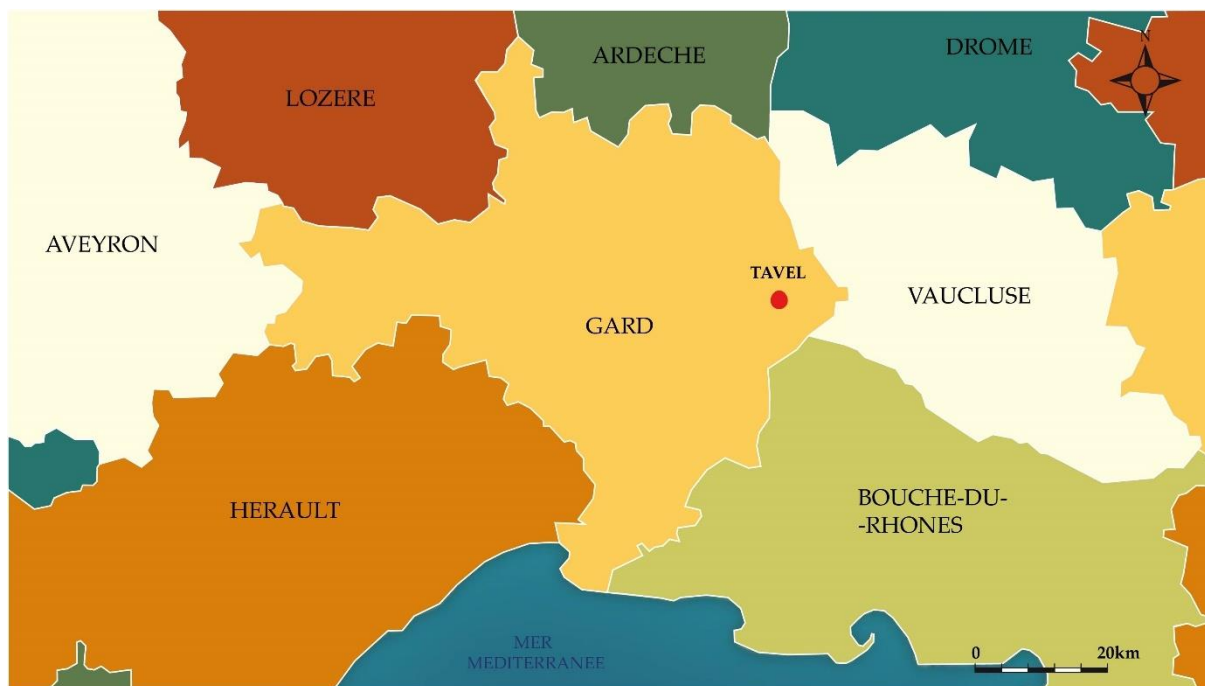 N
ARDECHE
DROME
LOZERE
AVEYRON
TAVEL
VAUCLUSE
GARD
HERAULT
BOUCHE-DU-
-RHONES
MER
MEDITERRANEE
0 20km